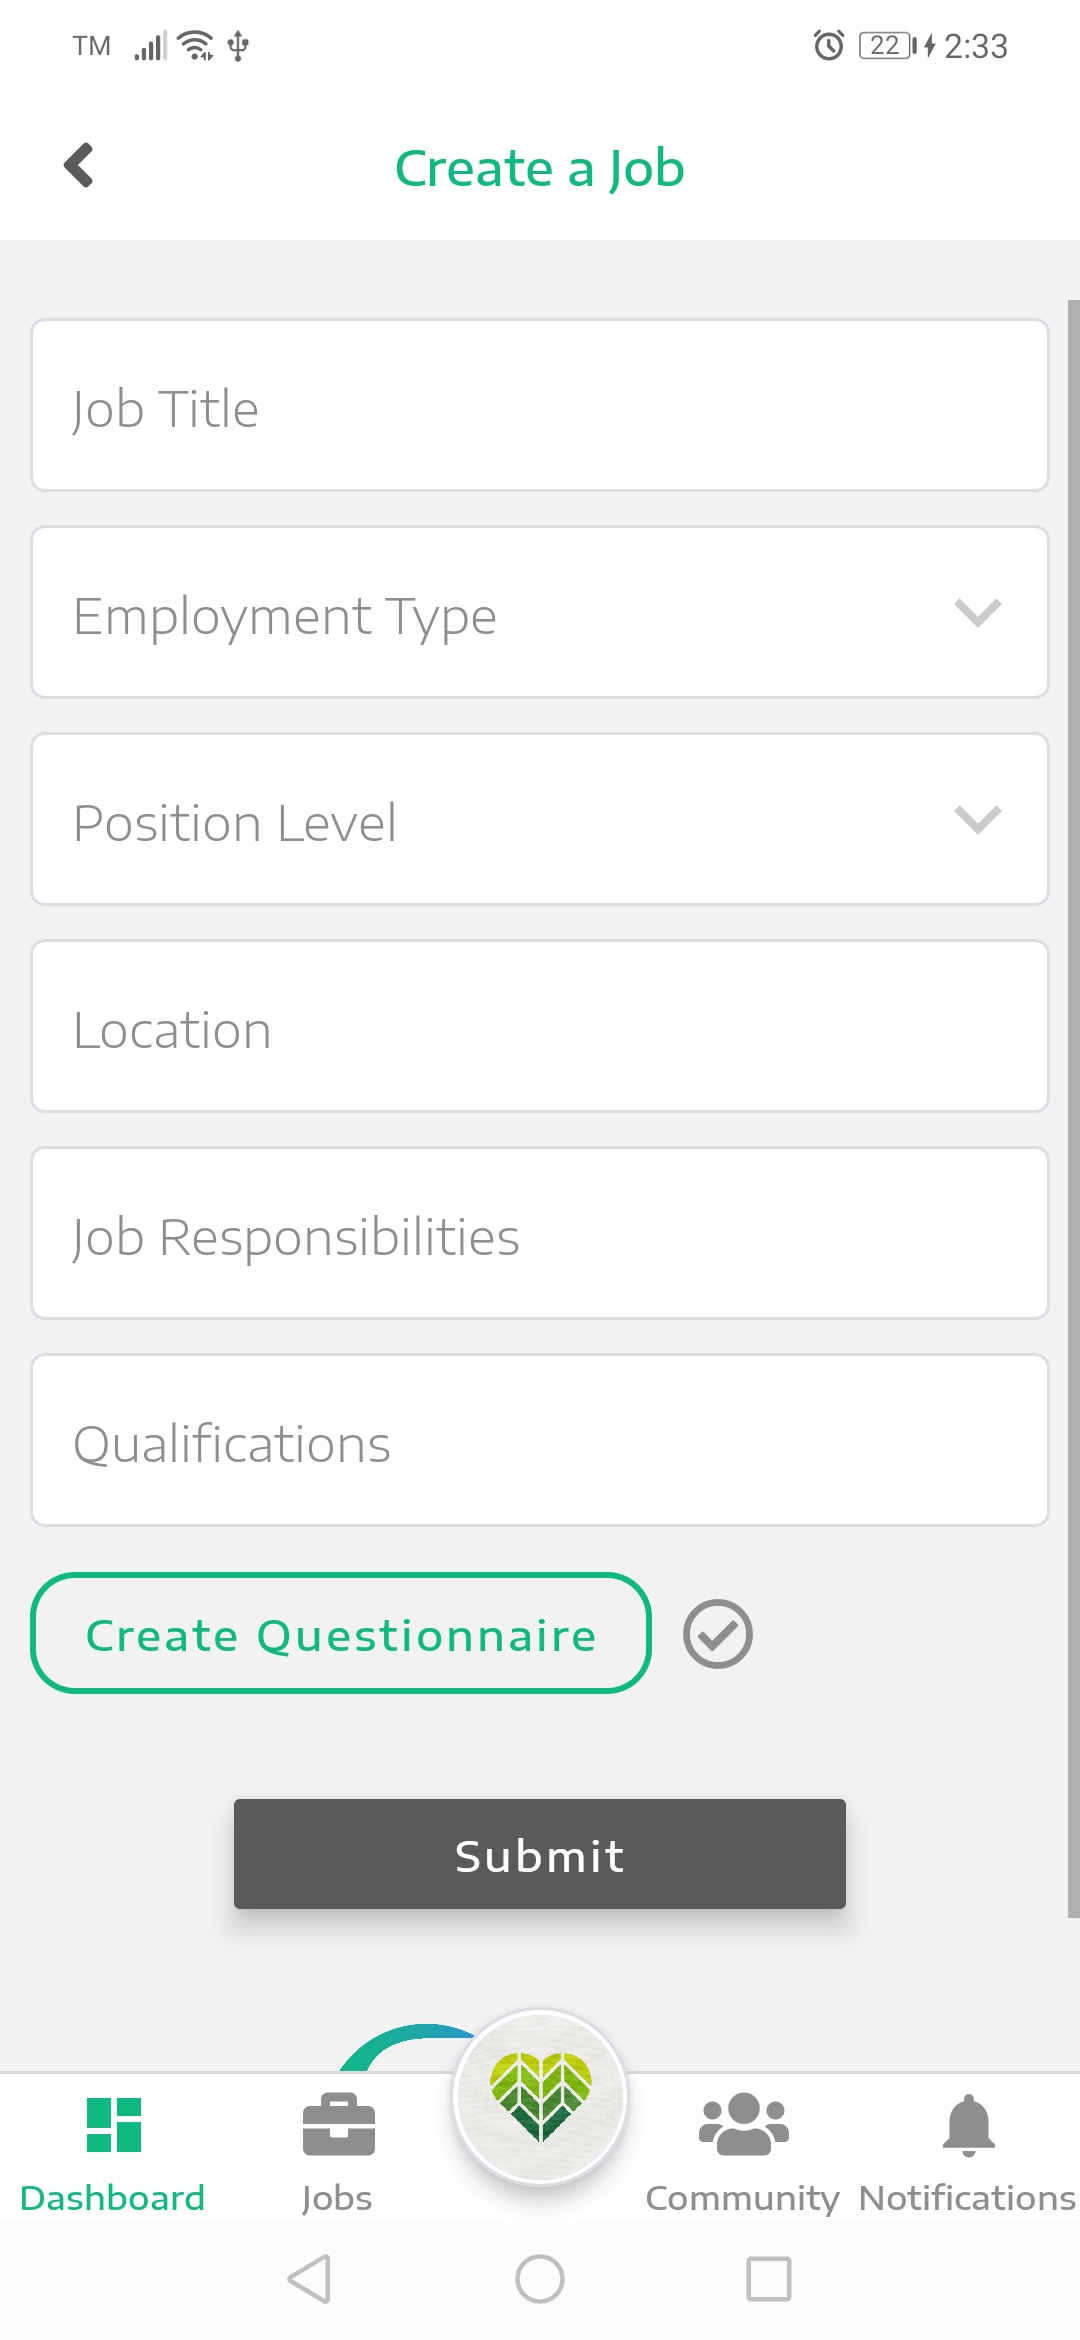 TM 22 2:33
Create a Job
Job Title
Employment Type
Position Level
Location
Job Responsibilities
Qualifications
Create Questionnaire
Submit
Dashboard Jobs Community Notifications